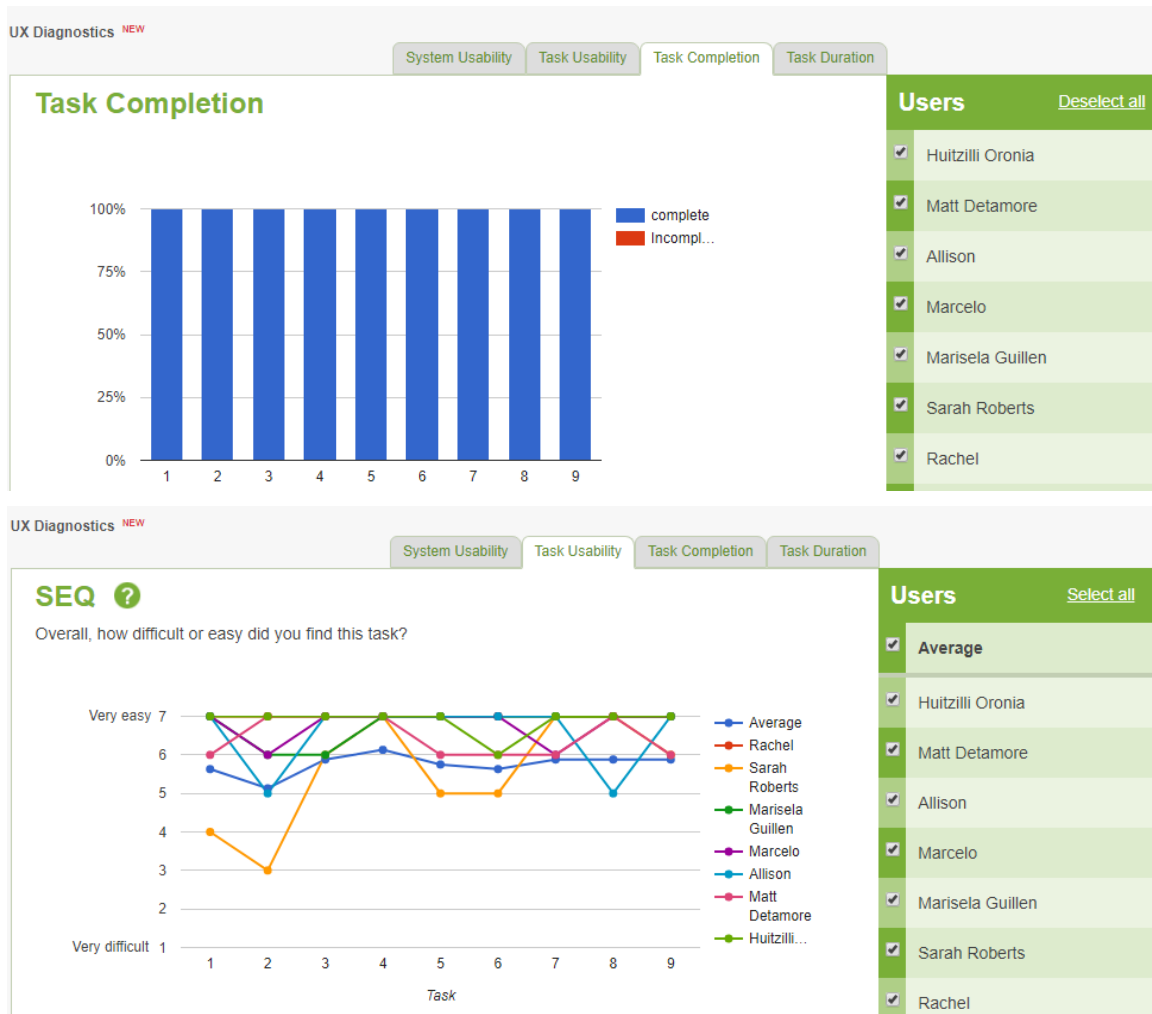 UX Diagnostics NEW
System Usability Task Usability Task Completion Task Duration
Task Completion
100%
75%
50%
25%
0%
1 2 3 4 5 6 7 8 9
complete
Incompl...
Users Deselect all
Huitzilli Oronia
Matt Detamore
Allison
Marcelo
Marisela Guillen
Sarah Roberts
Rachel
UX Diagnostics NEW
System Usability Task Usability Task Completion Task Duration
SEQ ?
Overall, how difficult or easy did you find this task?
Very easy 7
6
5
4
3
2
Very difficult 1
1 2 3 4 5 6 7 8 9
Task
Average
Rachel
Sarah
Roberts
Marisela
Guillen
Marcelo
Allison
Matt
Detamore
Huitzilli...
Users Select all
Average
Huitzilli Oronia
Matt Detamore
Allison
Marcelo
Marisela Guillen
Sarah Roberts
Rachel